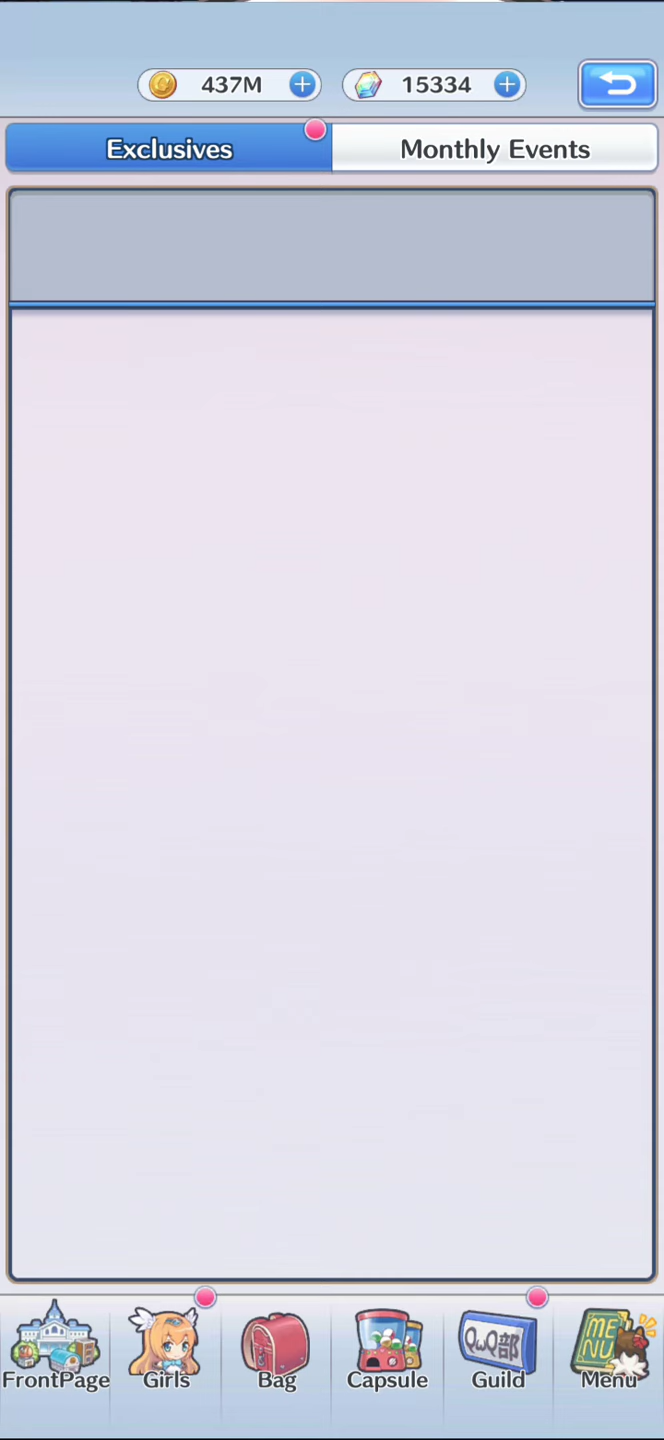 437M
15334
Exclusives
Monthly Events
MENU
QwQ部
FrontPage
Girls
Bag
Capsule
Guild
Menu